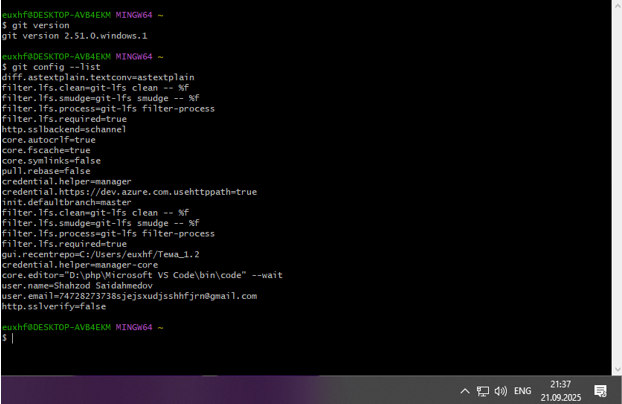 euxhf@DESKTOP-AVB4EKM MINGW64 ~
$ git version
git version 2.51.0.windows.1
euxhf@DESKTOP-AVB4EKM MINGW64 ~
$ git config --list
diff.astextplain.textconv=astextplain
filter.lfs.clean=git-lfs clean -- %f
filter.lfs.smudge=git-lfs smudge -- %f
filter.lfs.process=git-lfs filter-process
filter.lfs.required=true
http.sslbackend=schannel
core.autocrlf=true
core.fscache=true
core.symlinks=false
pull.rebase=false
credential.helper=manager
credential.https://dev.azure.com.usehttppath=true
init.defaultbranch=master
filter.lfs.clean=git-lfs clean -- %f
filter.lfs.smudge=git-lfs smudge -- %f
filter.lfs.process=git-lfs filter-process
filter.lfs.required=true
gui.recentrepo=C:/Users/euxhf/Тема_1.2
credential.helper=manager-core
core.editor="D:\php\Microsoft VS Code\bin\code" --wait
user.name=Shahzod Saidahmedov
user.email=74728273738sjejsxudjsshhfjrn@gmail.com
http.sslverify=false
euxhf@DESKTOP-AVB4EKM MINGW64 ~
$
ENG
21:37
21.09.2025